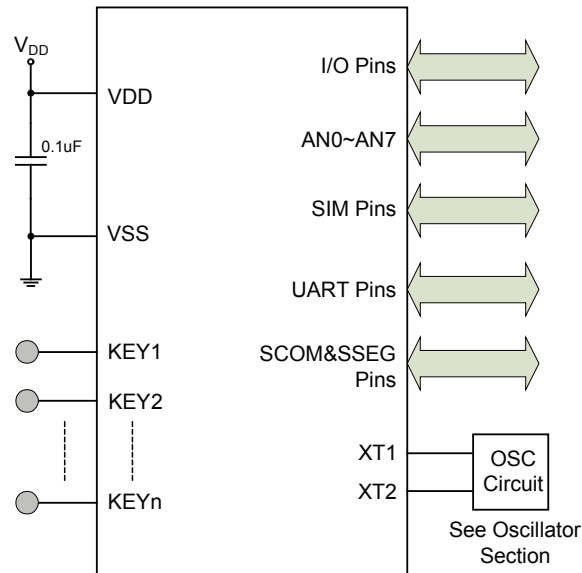 VDD
VDD
0.1uF
VSS
KEY1
KEY2
KEYn
I/O Pins
AN0~AN7
SIM Pins
UART Pins
SCOM&SSEG
Pins
XT1
XT2
OSC
Circuit
See Oscillator
Section